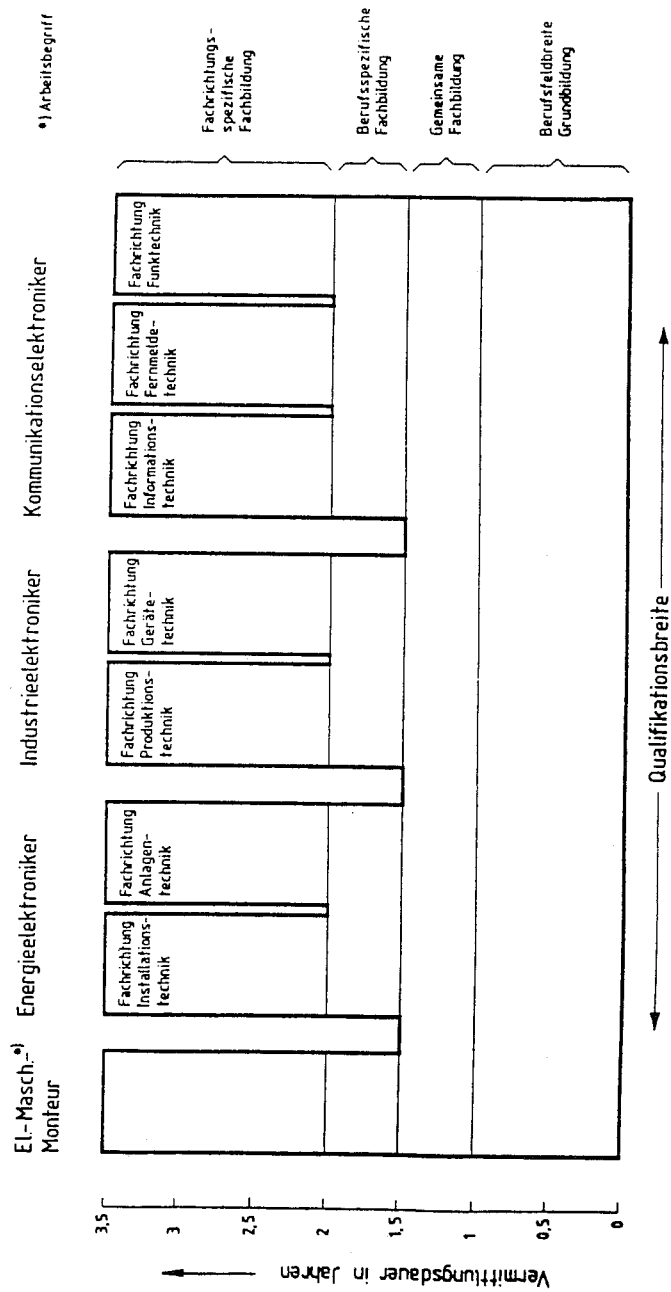 El.-Masch.-*)
Monteur
Energieelektroniker
Industrieelektroniker
Kommunikationselektroniker
*) Arbeitsbegriff
Fachrichtung
Installations-
technik
Fachrichtung
Anlagen-
technik
Fachrichtung
Produktions-
technik
Fachrichtung
Geräte-
technik
Fachrichtung
Informations-
technik
Fachrichtung
Fernmelde-
technik
Fachrichtung
Funktechnik
Fachrichtungs-
spezifische
Fachbildung
Berufsspezifische
Fachbildung
Gemeinsame
Fachbildung
Berufsfeldbreite
Grundbildung
Vermittlungsdauer in Jahren
3,5
3
2,5
2
1,5
1
0,5
0
Qualifikationsbreite